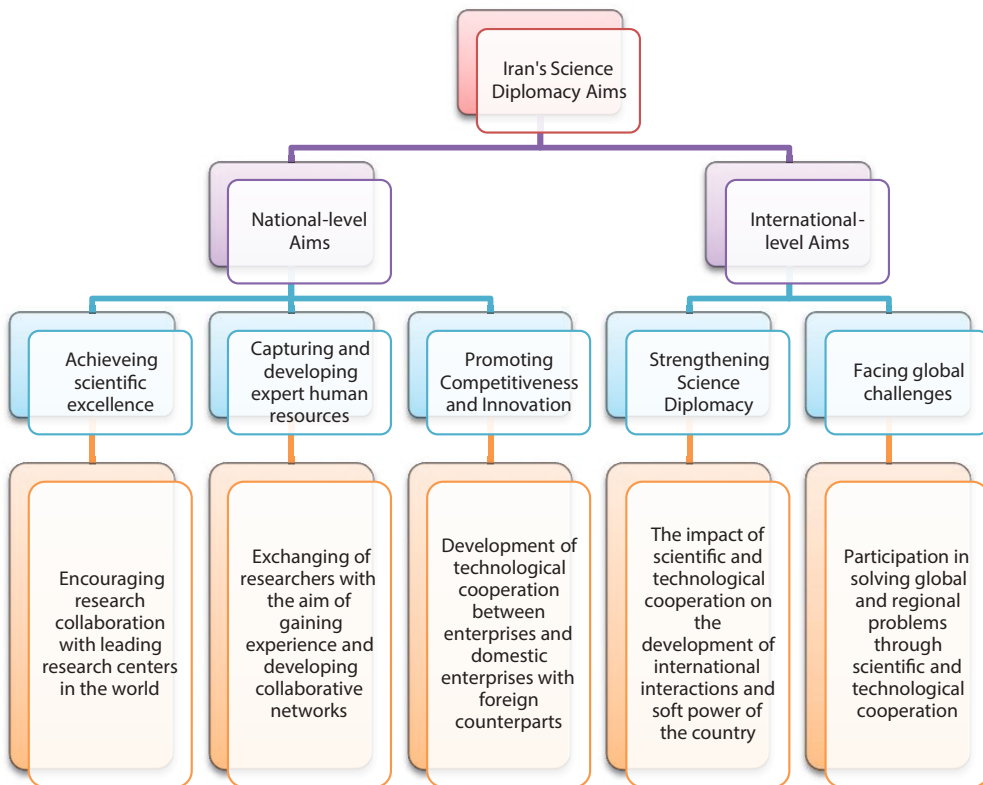 Iran's Science
Diplomacy Aims
National-level
Aims
International-
level Aims
Achieveing
scientific
excellence
Capturing and
developing
expert human
resources
Promoting
Competitiveness
and Innovation
Strengthening
Science
Diplomacy
Facing global
challenges
Encouraging
research
collaboration
with leading
research centers
in the world
Exchanging of
researchers with
the aim of
gaining
experience and
developing
collaborative
networks
Development of
technological
cooperation
between
enterprises and
domestic
enterprises with
foreign
counterparts
The impact of
scientific and
technological
cooperation on
the
development of
international
interactions and
soft power of
the country
Participation in
solving global
and regional
problems
through
scientific and
technological
cooperation